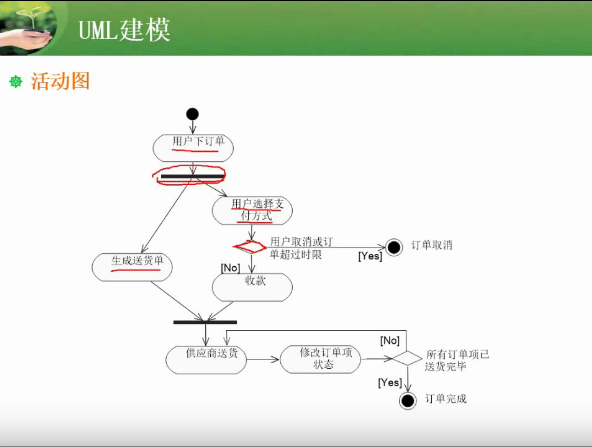 UML建模
活动图
用户下订单
用户选择支
付方式
用户取消或订
单超过时限
[Yes]
订单取消
生成送货单
[No]
收款
[No]
供应商送货
修改订单项
状态
所有订单项已
送货完毕
[Yes]
订单完成